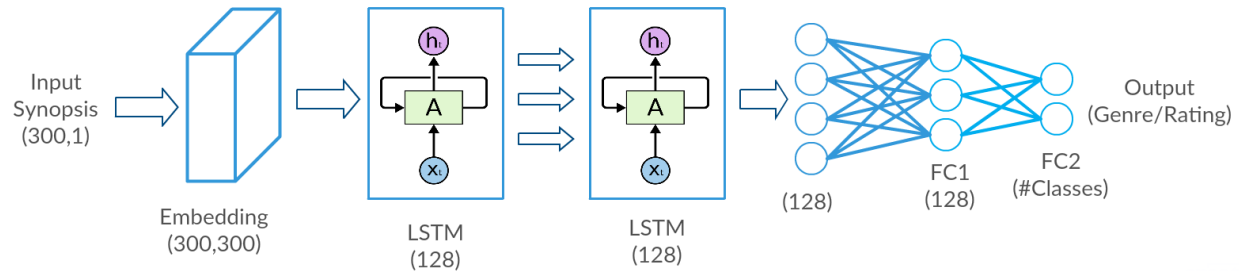 Input
Synopsis
(300,1)
Embedding
(300,300)
hₜ
A
xₜ
LSTM
(128)
hₜ
A
xₜ
LSTM
(128)
(128)
FC1
(128)
FC2
(#Classes)
Output
(Genre/Rating)